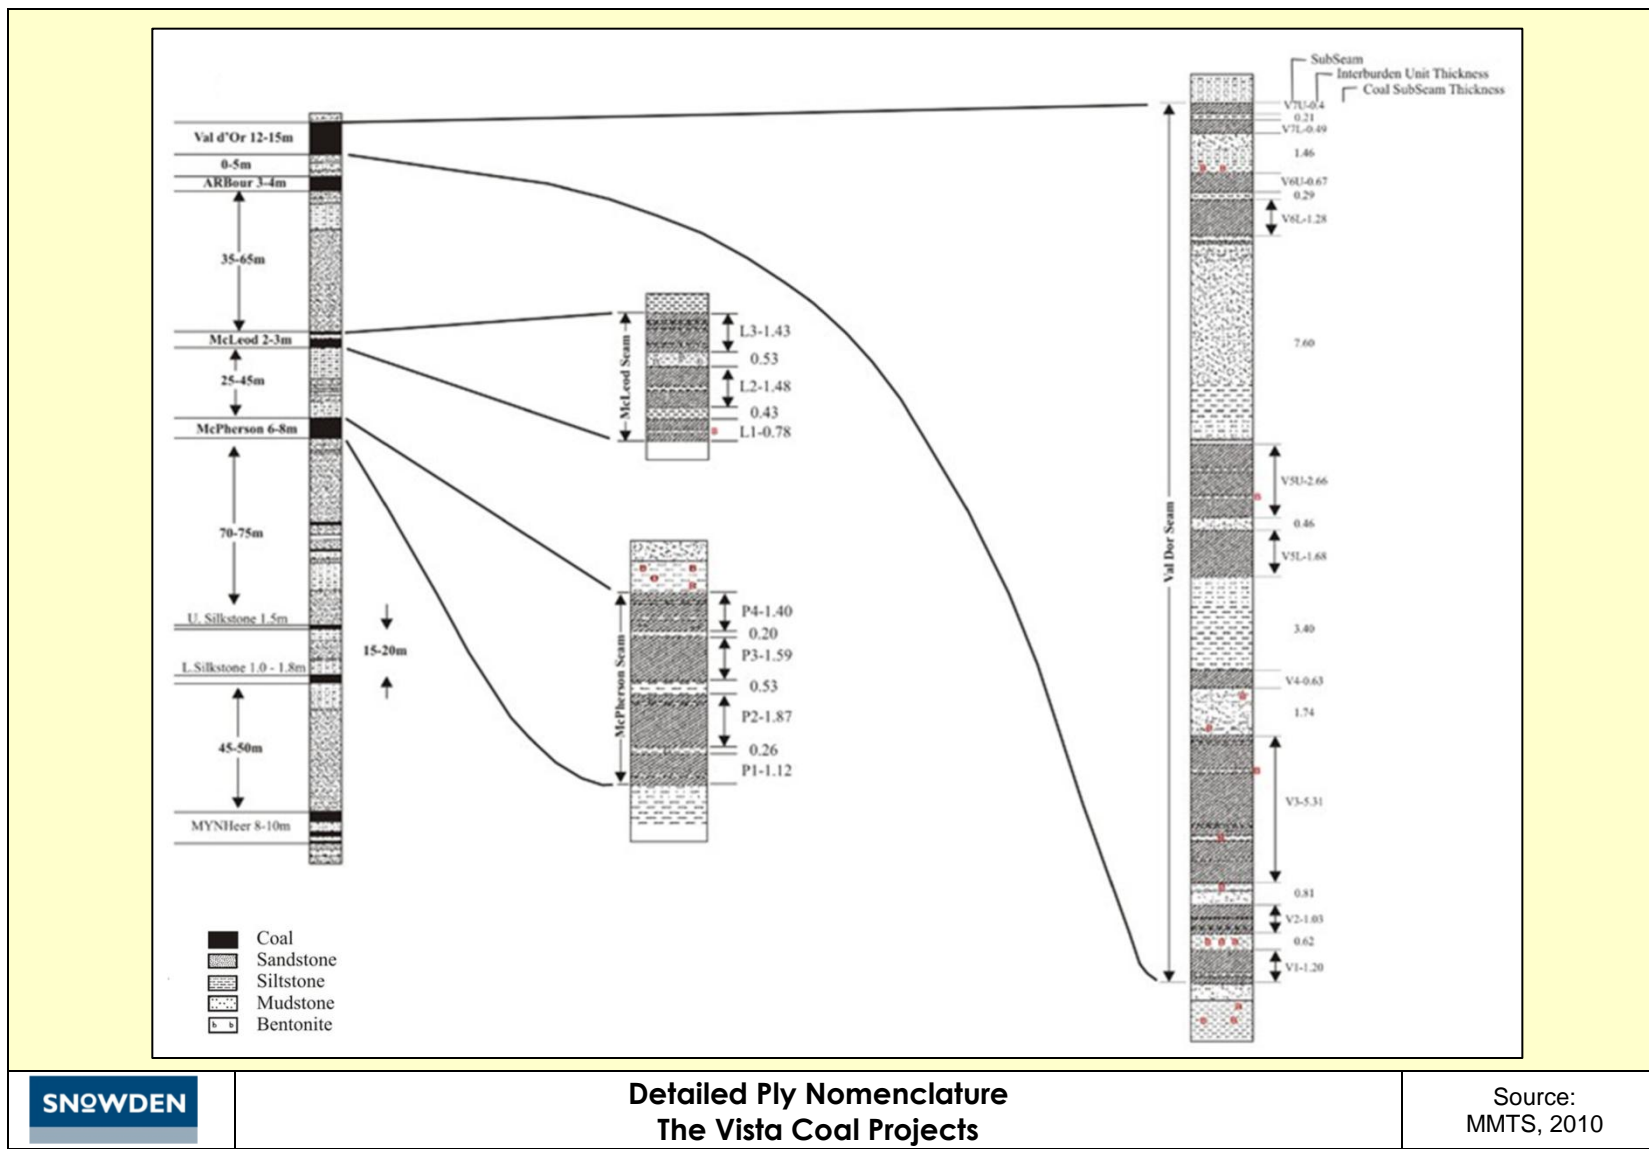 SubSeam
Interburden Unit Thickness
Coal SubSeam Thickness
Val d'Or 12-15m
0-5m
ARBour 3-4m
35-65m
McLeod 2-3m
25-45m
McPherson 6-8m
70-75m
U. Silkstone 1.5m
15-20m
L.Silkstone 1.0 - 1.8m
45-50m
MYNHeer 8-10m
McLeod Seam
L3-1.43
0.53
L2-1.48
0.43
L1-0.78
McPherson Seam
P4-1.40
0.20
P3-1.59
0.53
P2-1.87
0.26
P1-1.12
Val Dor Seam
V7U-0.4
0.21
V7L-0.49
1.46
V6U-0.67
0.29
V6L-1.28
7.60
V5U-2.66
0.46
V5L-1.68
3.40
V4-0.63
1.74
V3-5.31
0.81
V2-1.03
0.62
V1-1.20
Coal
Sandstone
Siltstone
Mudstone
b b Bentonite
SNOWDEN
Detailed Ply Nomenclature
The Vista Coal Projects
Source:
MMTS, 2010